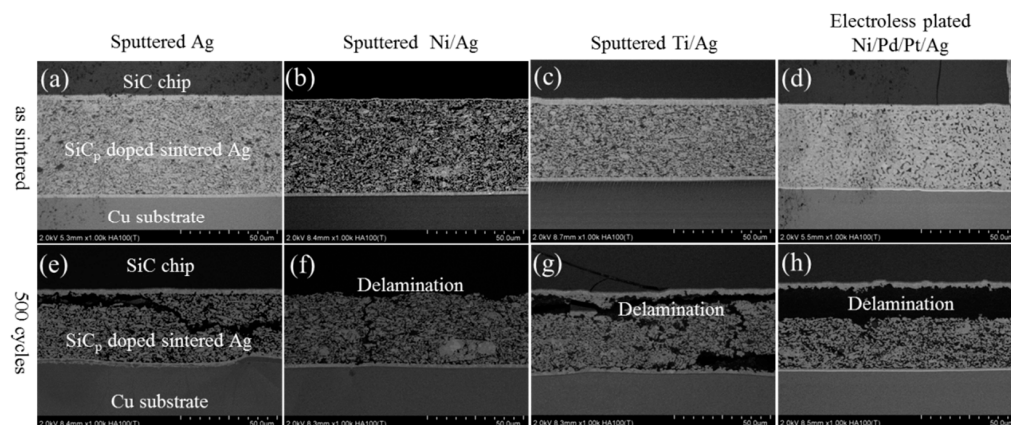 Sputtered Ag
Sputtered Ni/Ag
Sputtered Ti/Ag
Electroless plated
Ni/Pd/Pt/Ag
as sintered
(a)
SiC chip
SiCp doped sintered Ag
Cu substrate
2.0kV 5.3mm x1.00k HA100(T)
50.0um
(b)
2.0kV 8.4mm x1.00k HA100(T)
50.0um
(c)
2.0kV 8.7mm x1.00k HA100(T)
50.0um
(d)
2.0kV 5.5mm x1.00k HA100(T)
50.0um
500 cycles
(e)
SiC chip
SiCp doped sintered Ag
Cu substrate
2.0kV 8.4mm x1.00k HA100(T)
50.0um
(f)
Delamination
2.0kV 8.3mm x1.00k HA100(T)
50.0um
(g)
Delamination
2.0kV 8.3mm x1.00k HA100(T)
50.0um
(h)
Delamination
2.0kV 8.5mm x1.00k HA100(T)
50.0um